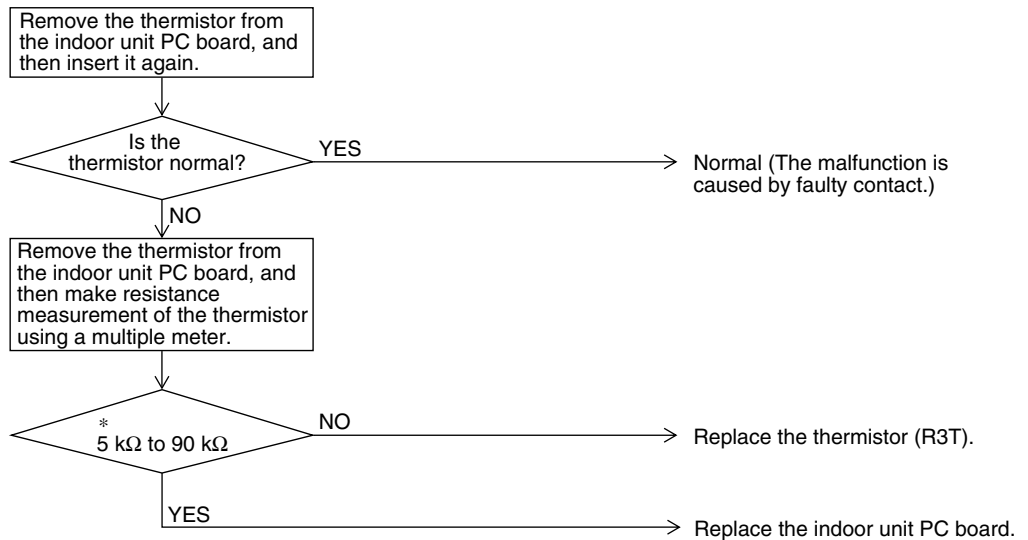 Remove the thermistor from
the indoor unit PC board, and
then insert it again.
Is the
thermistor normal?
YES
Normal (The malfunction is
caused by faulty contact.)
NO
Remove the thermistor from
the indoor unit PC board, and
then make resistance
measurement of the thermistor
using a multiple meter.
*
5 kΩ to 90 kΩ
NO
Replace the thermistor (R3T).
YES
Replace the indoor unit PC board.